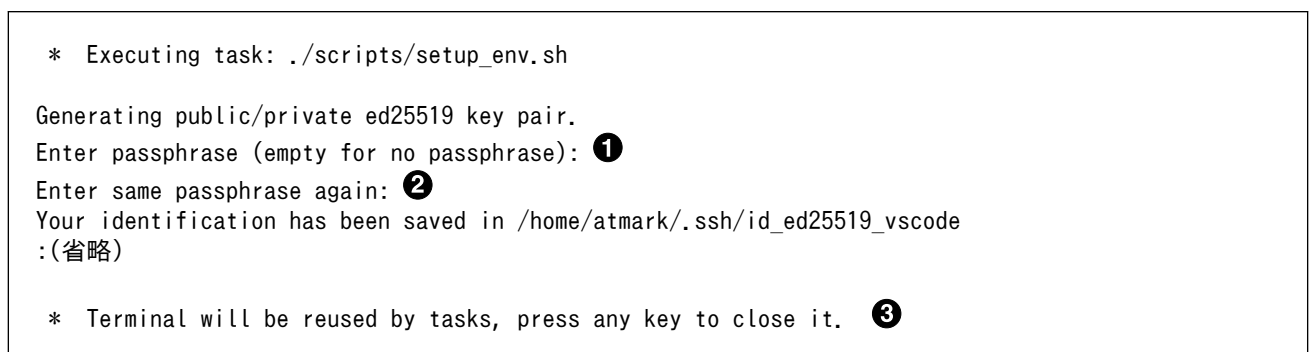 *  Executing task: ./scripts/setup_env.sh
Generating public/private ed25519 key pair.
Enter passphrase (empty for no passphrase): ❶
Enter same passphrase again: ❷
Your identification has been saved in /home/atmark/.ssh/id_ed25519_vscode
:(省略)
*  Terminal will be reused by tasks, press any key to close it. ❸